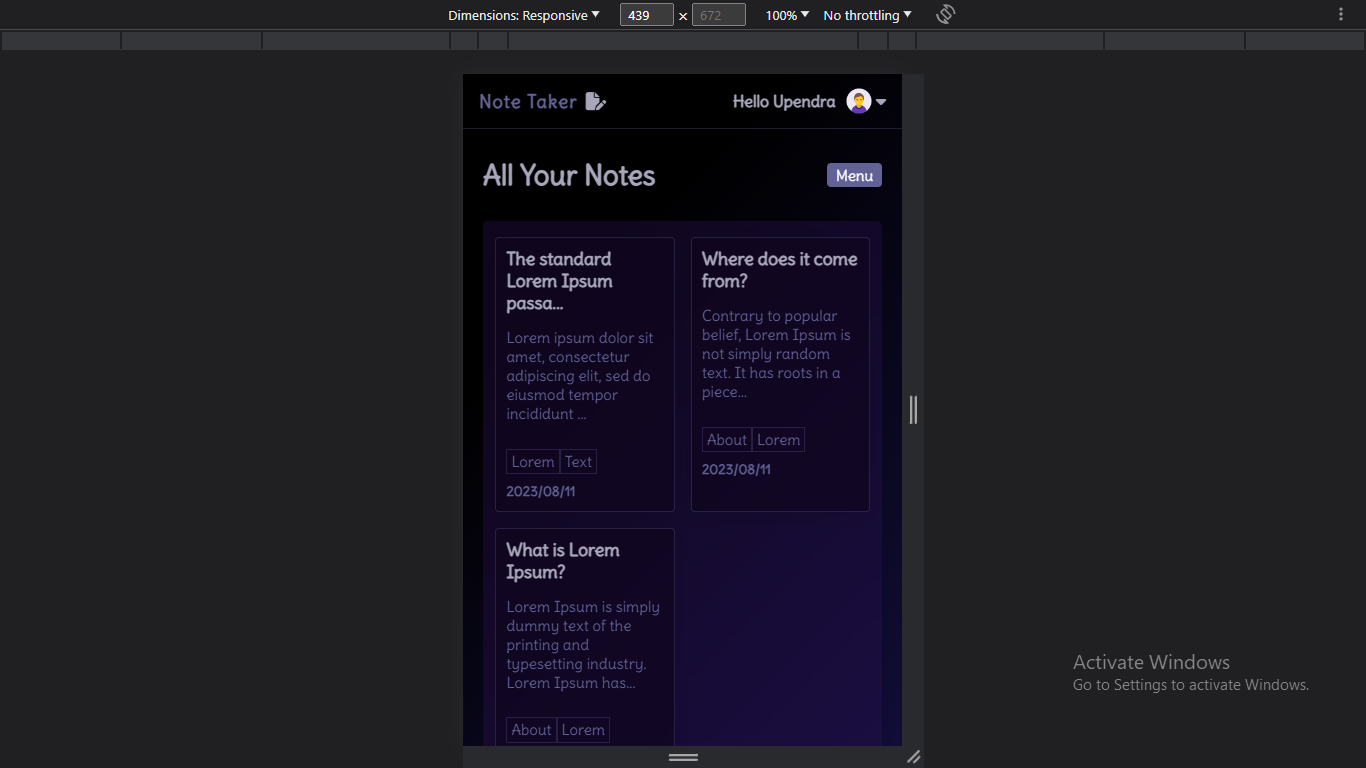 Dimensions: Responsive 439 × 672 100% No throttling
Note Taker Hello Upendra
All Your Notes Menu
The standard
Lorem Ipsum
passa...
Lorem ipsum dolor sit
amet, consectetur
adipiscing elit, sed do
eiusmod tempor
incididunt ...
Lorem Text
2023/08/11
Where does it come
from?
Contrary to popular
belief, Lorem Ipsum is
not simply random
text. It has roots in a
piece...
About Lorem
2023/08/11
What is Lorem
Ipsum?
Lorem Ipsum is simply
dummy text of the
printing and
typesetting industry.
Lorem Ipsum has...
About Lorem
Activate Windows
Go to Settings to activate Windows.